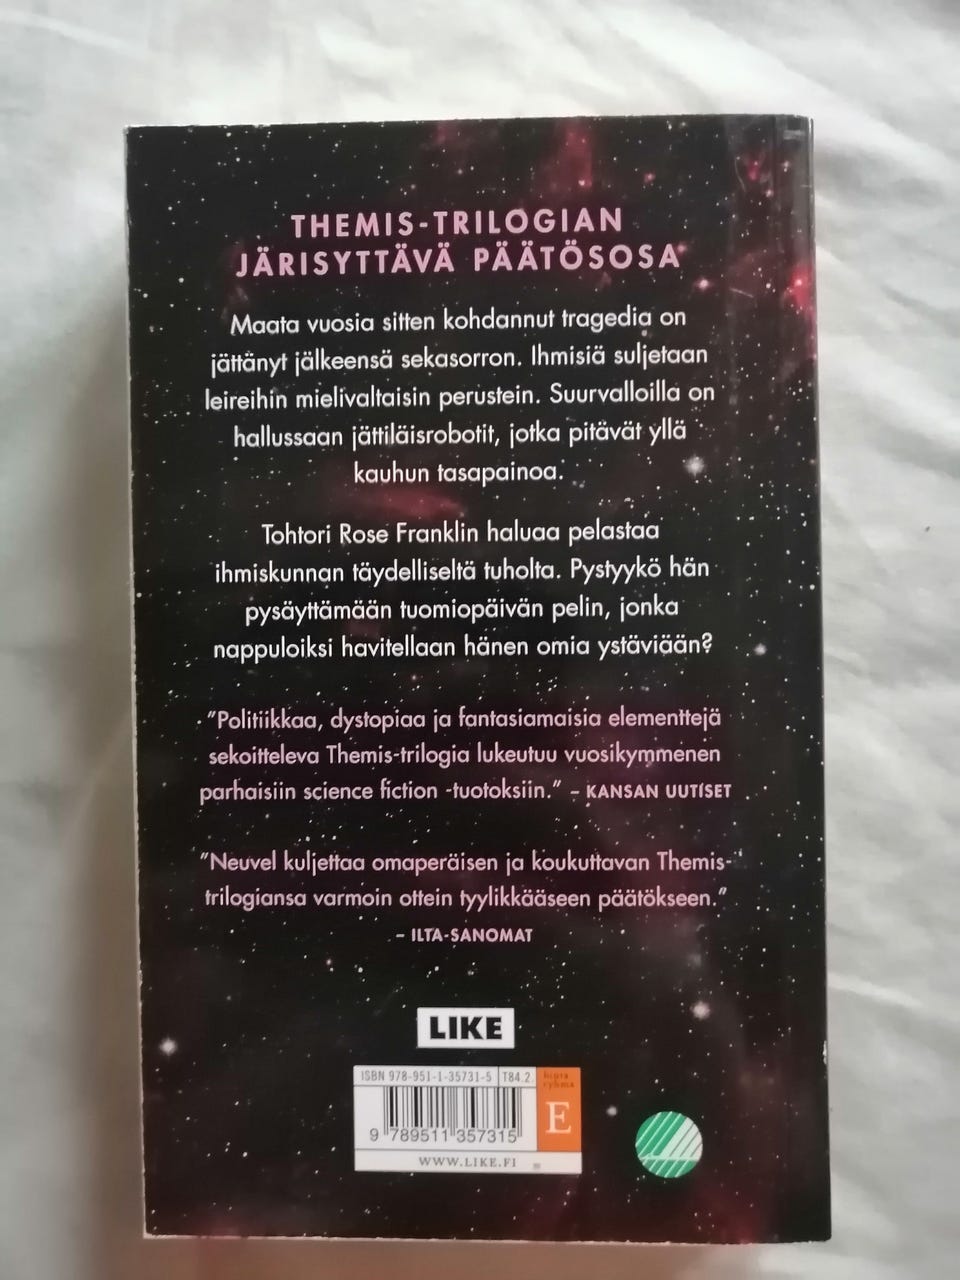 THEMIS-TRILOGIAN
JÄRISYTTÄVÄ PÄÄTÖSOSA
Maata vuosia sitten kohdannut tragedia on
jättänyt jälkeensä sekasorron. Ihmisiä suljetaan
leireihin mielivaltaisin perustein. Suurvalloilla on
hallussaan jättiläisrobotit, jotka pitävät yllä
kauhun tasapainoa.
Tohtori Rose Franklin haluaa pelastaa
ihmiskunnan täydelliseltä tuholta. Pystyykö hän
pysäyttämään tuomiopäivän pelin, jonka
nappuloiksi havitellaan hänen omia ystäviään?
”Politiikkaa, dystopiaa ja fantasiamaisia elementtejä
sekoitteleva Themis-trilogia lukeutuu vuosikymmenen
parhaisiin science fiction -tuotoksiin.” – KANSAN UUTISET
”Neuvel kuljettaa omaperäisen ja koukuttavan Themis-
trilogiansa varmoin ottein tyylikkääseen päätökseen.”
– ILTA-SANOMAT
LIKE
ISBN 978-951-1-35731-5 T84.2
hinta
ryhmä
E
9 789511 357315
WWW.LIKE.FI